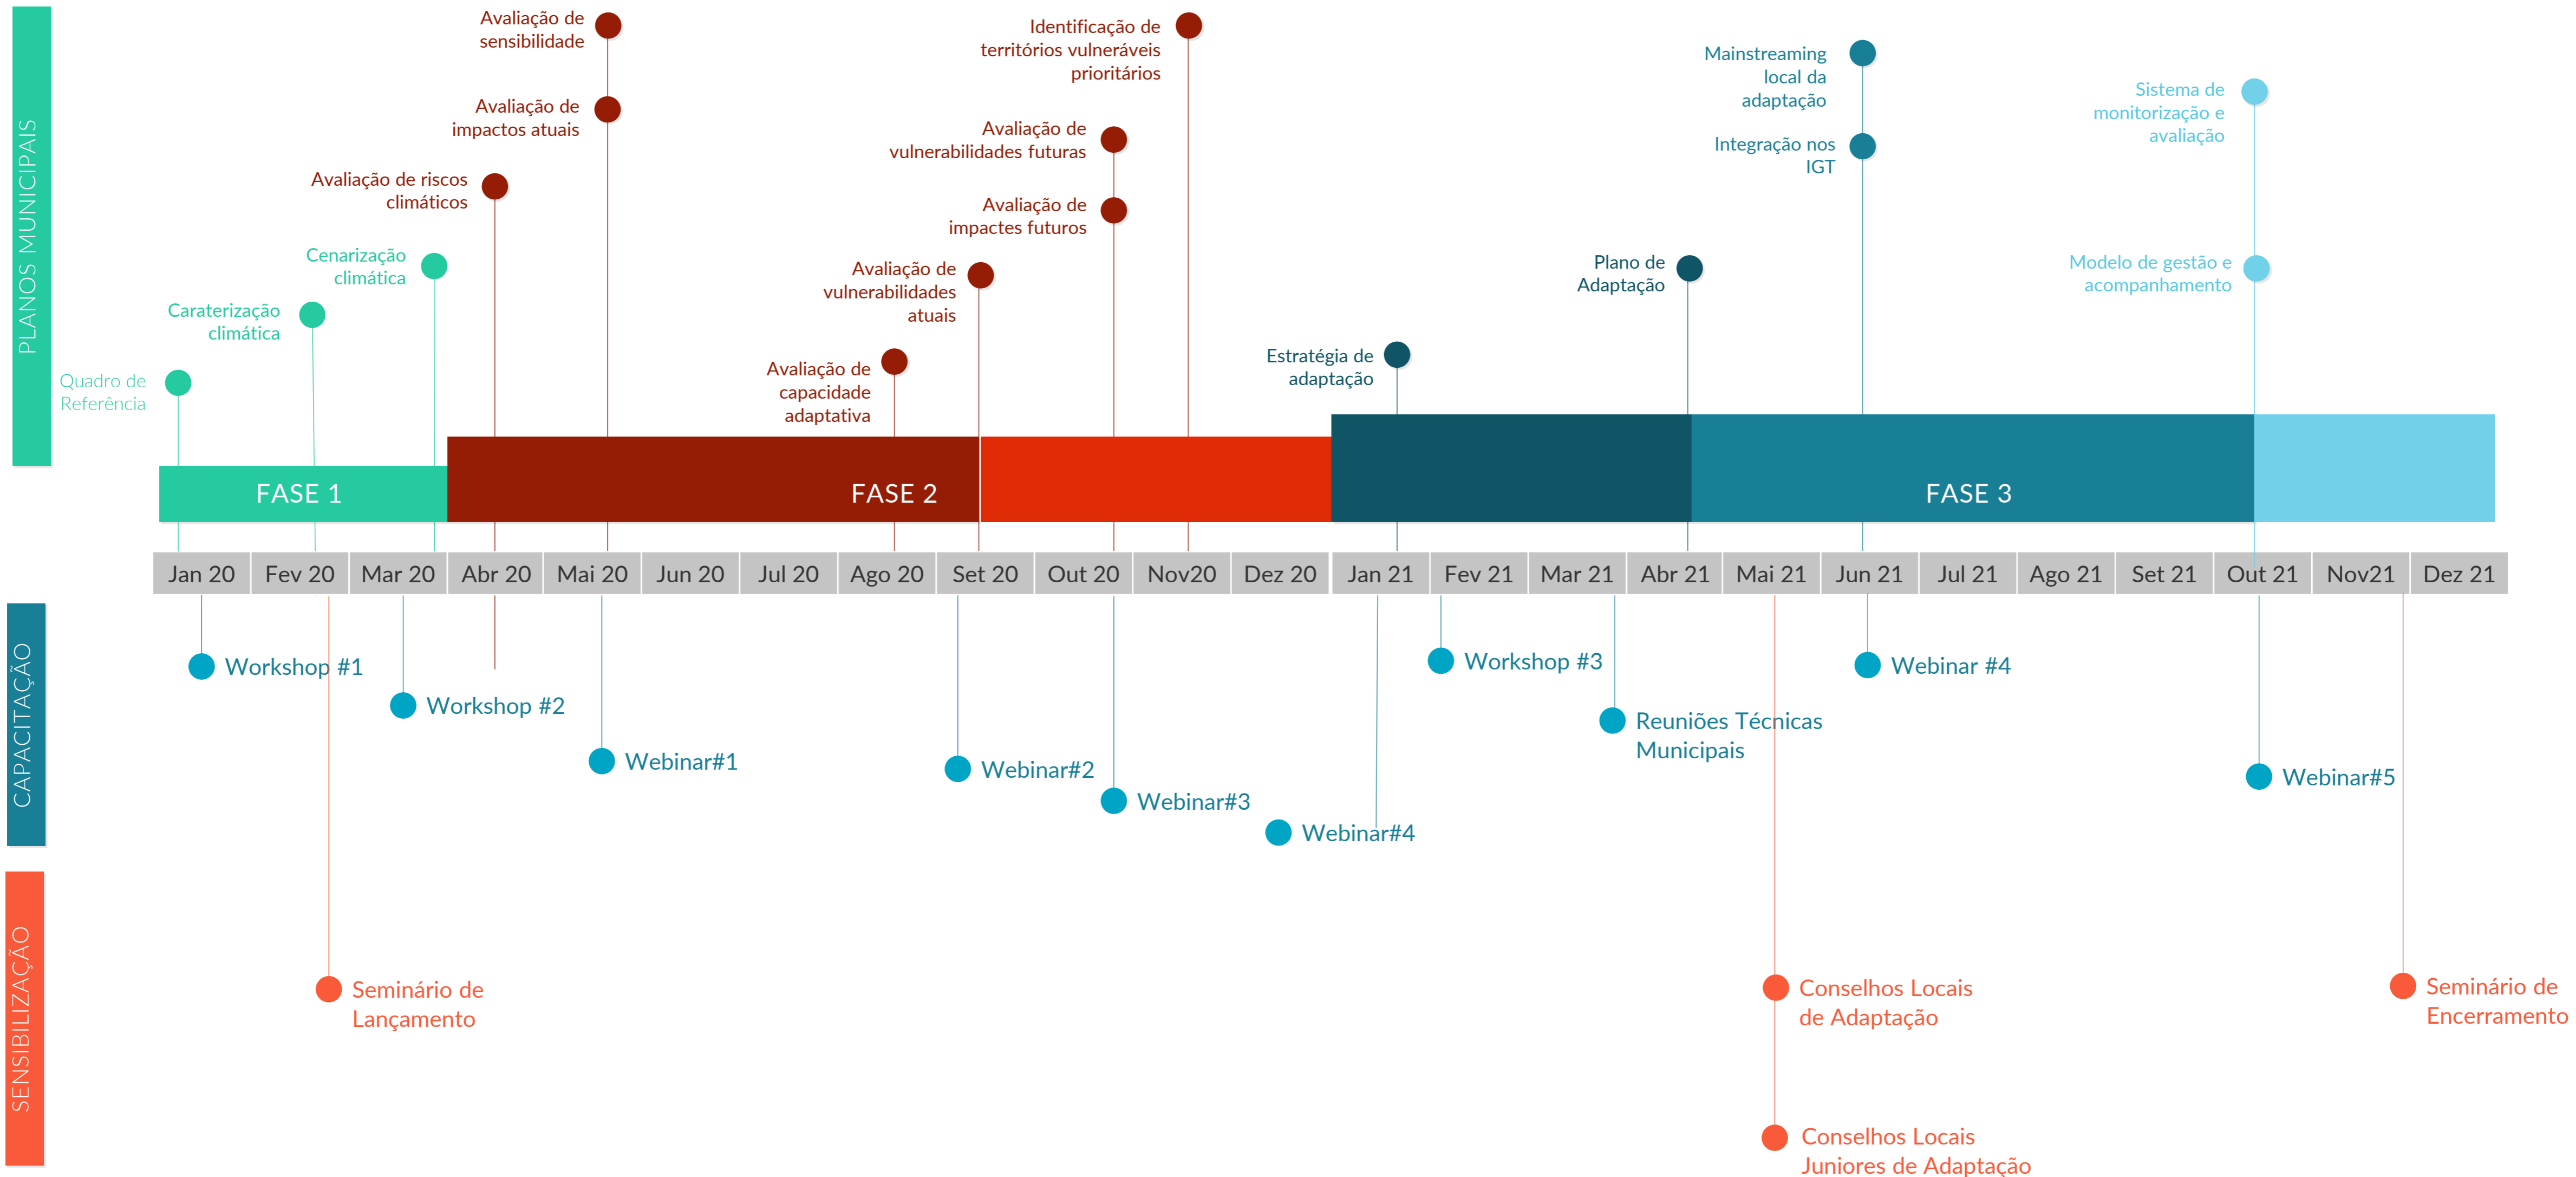 PLANOS MUNICIPAIS
Quadro de
Referência
Caraterização
climática
Cenarização
climática
Avaliação de riscos
climáticos
Avaliação de
sensibilidade
Avaliação de
impactos atuais
Avaliação de
capacidade
adaptativa
Avaliação de
vulnerabilidades
atuais
Identificação de
territórios vulneráveis
prioritários
Avaliação de
vulnerabilidades futuras
Avaliação de
impactes futuros
Estratégia de
adaptação
Plano de
Adaptação
Mainstreaming
local da
adaptação
Integração nos
IGT
Sistema de
monitorização e
avaliação
Modelo de gestão e
acompanhamento
FASE 1
FASE 2
FASE 3
Jan 20
Fev 20
Mar 20
Abr 20
Mai 20
Jun 20
Jul 20
Ago 20
Set 20
Out 20
Nov20
Dez 20
Jan 21
Fev 21
Mar 21
Abr 21
Mai 21
Jun 21
Jul 21
Ago 21
Set 21
Out 21
Nov21
Dez 21
CAPACITAÇÃO
Workshop #1
Workshop #2
Webinar#1
Webinar#2
Webinar#3
Webinar#4
Workshop #3
Reuniões Técnicas
Municipais
Webinar #4
Webinar#5
SENSIBILIZAÇÃO
Seminário de
Lançamento
Conselhos Locais
de Adaptação
Conselhos Locais
Juniores de Adaptação
Seminário de
Encerramento